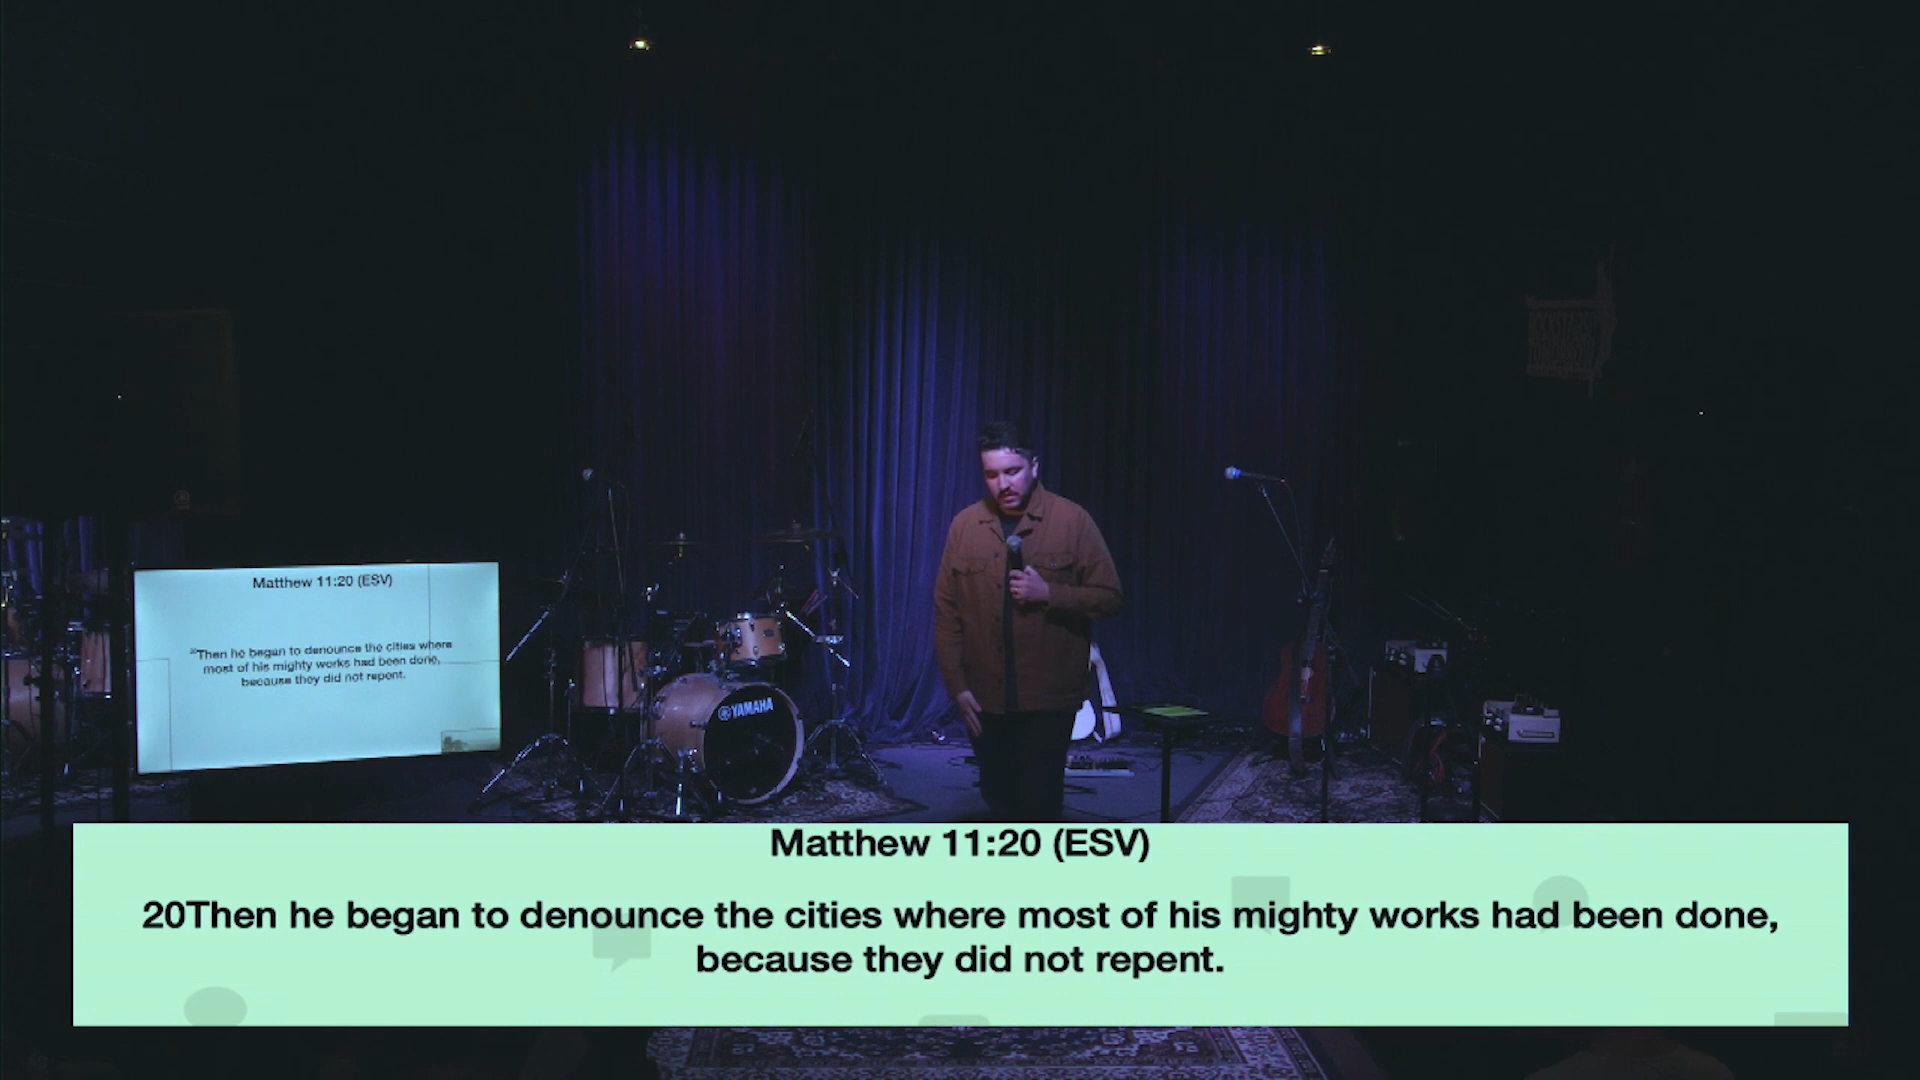 Matthew 11:20 (ESV)
20Then he began to denounce the cities where
most of his mighty works had been done,
because they did not repent.
YAMAHA
Matthew 11:20 (ESV)
20Then he began to denounce the cities where most of his mighty works had been done,
because they did not repent.